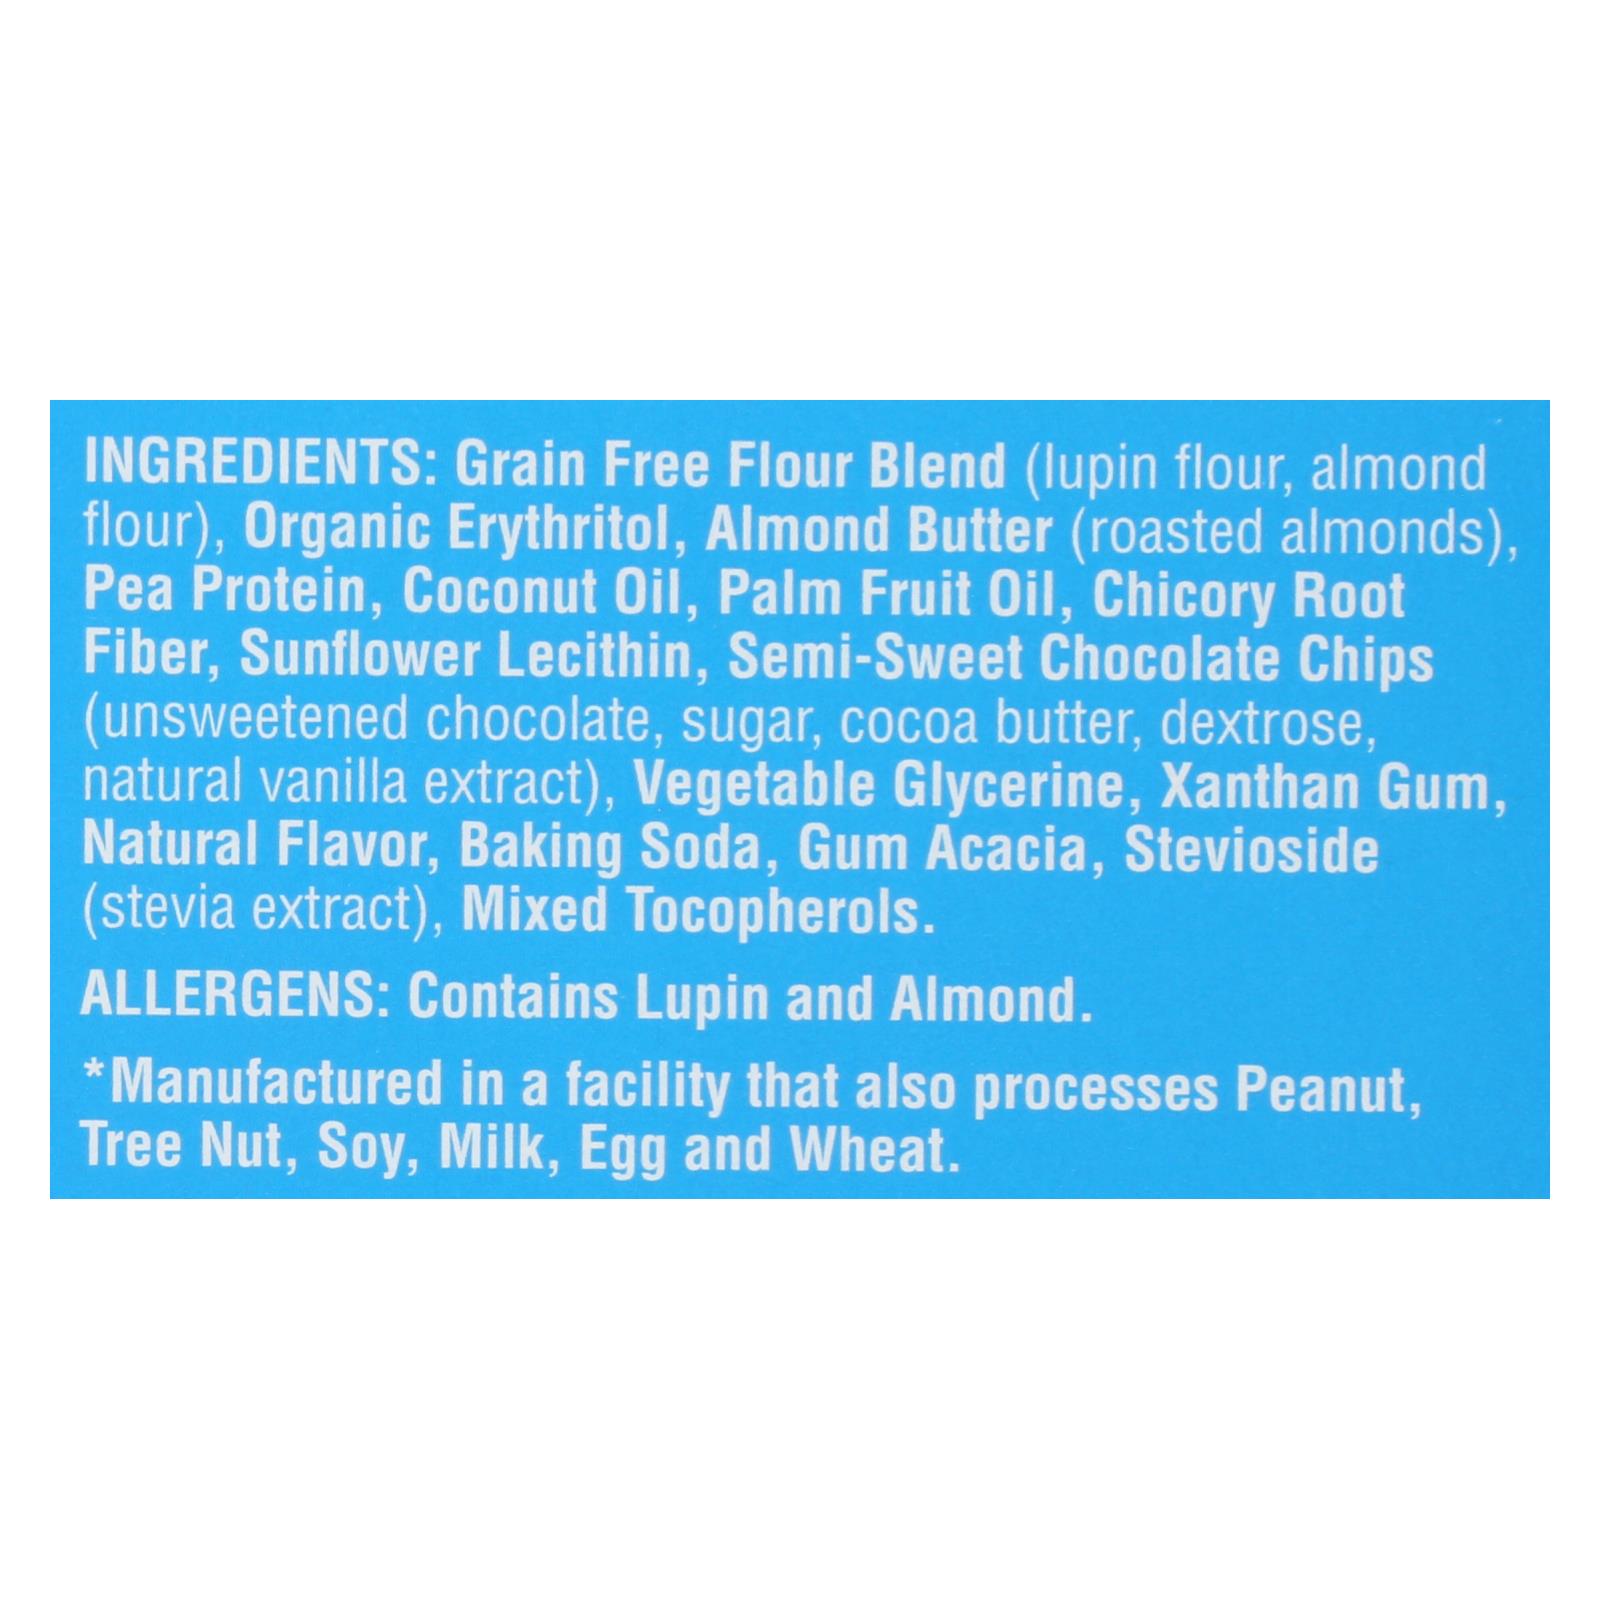 INGREDIENTS: Grain Free Flour Blend (lupin flour, almond
flour), Organic Erythritol, Almond Butter (roasted almonds),
Pea Protein, Coconut Oil, Palm Fruit Oil, Chicory Root
Fiber, Sunflower Lecithin, Semi-Sweet Chocolate Chips
(unsweetened chocolate, sugar, cocoa butter, dextrose,
natural vanilla extract), Vegetable Glycerine, Xanthan Gum,
Natural Flavor, Baking Soda, Gum Acacia, Stevioside
(stevia extract), Mixed Tocopherols.
ALLERGENS: Contains Lupin and Almond.
*Manufactured in a facility that also processes Peanut,
Tree Nut, Soy, Milk, Egg and Wheat.